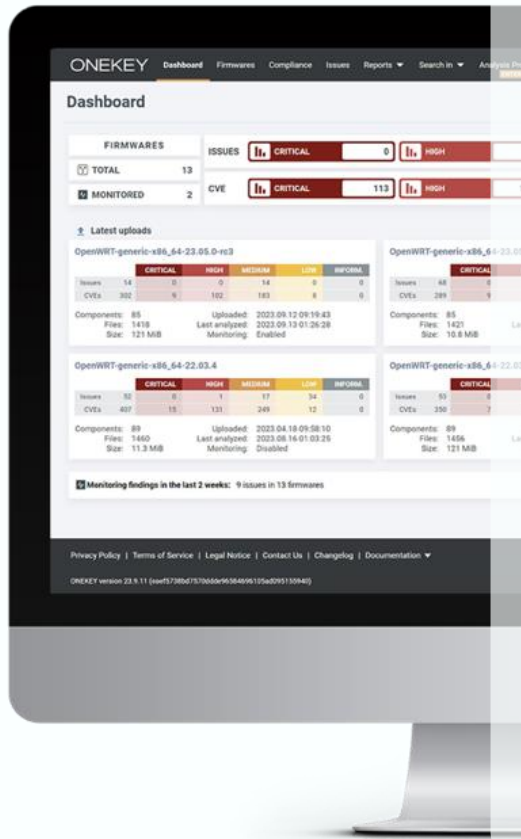 ONEKEY Dashboard Firmwares Compliance Issues Reports Search in
Dashboard
FIRMWARES
TOTAL 13
MONITORED 2
ISSUES CRITICAL 0 HIGH
CVE CRITICAL 113 HIGH
Latest uploads
OpenWRT-generic-x86_64-23.05.0-rc3
CRITICAL HIGH MEDIUM LOW INFORM.
Issues 14 0 0 14 0 0
CVEs 302 9 102 183 8 0
Components: 85 Uploaded: 2023.09.12 09:19:43
Files: 1418 Last analyzed: 2023.09.13 01:26:28
Size: 121 MiB Monitoring: Enabled
CRITICAL
Issues 68 0
CVEs 289 9
Components: 85
Files: 1421
Size: 10.8 MiB
OpenWRT-generic-x86_64-22.03.4
CRITICAL HIGH MEDIUM LOW INFORM.
Issues 52 0 1 17 34 0
CVEs 407 15 131 249 12 0
Components: 89 Uploaded: 2023.04.18 09:58:10
Files: 1460 Last analyzed: 2023.08.16 01:03:25
Size: 11.3 MiB Monitoring: Disabled
CRITICAL
Issues 53 0
CVEs 350 7
Components: 89
Files: 1456
Size: 121 MiB
Monitoring findings in the last 2 weeks: 9 issues in 13 firmwares
Privacy Policy | Terms of Service | Legal Notice | Contact Us | Changelog | Documentation
ONEKEY version 23.9.11